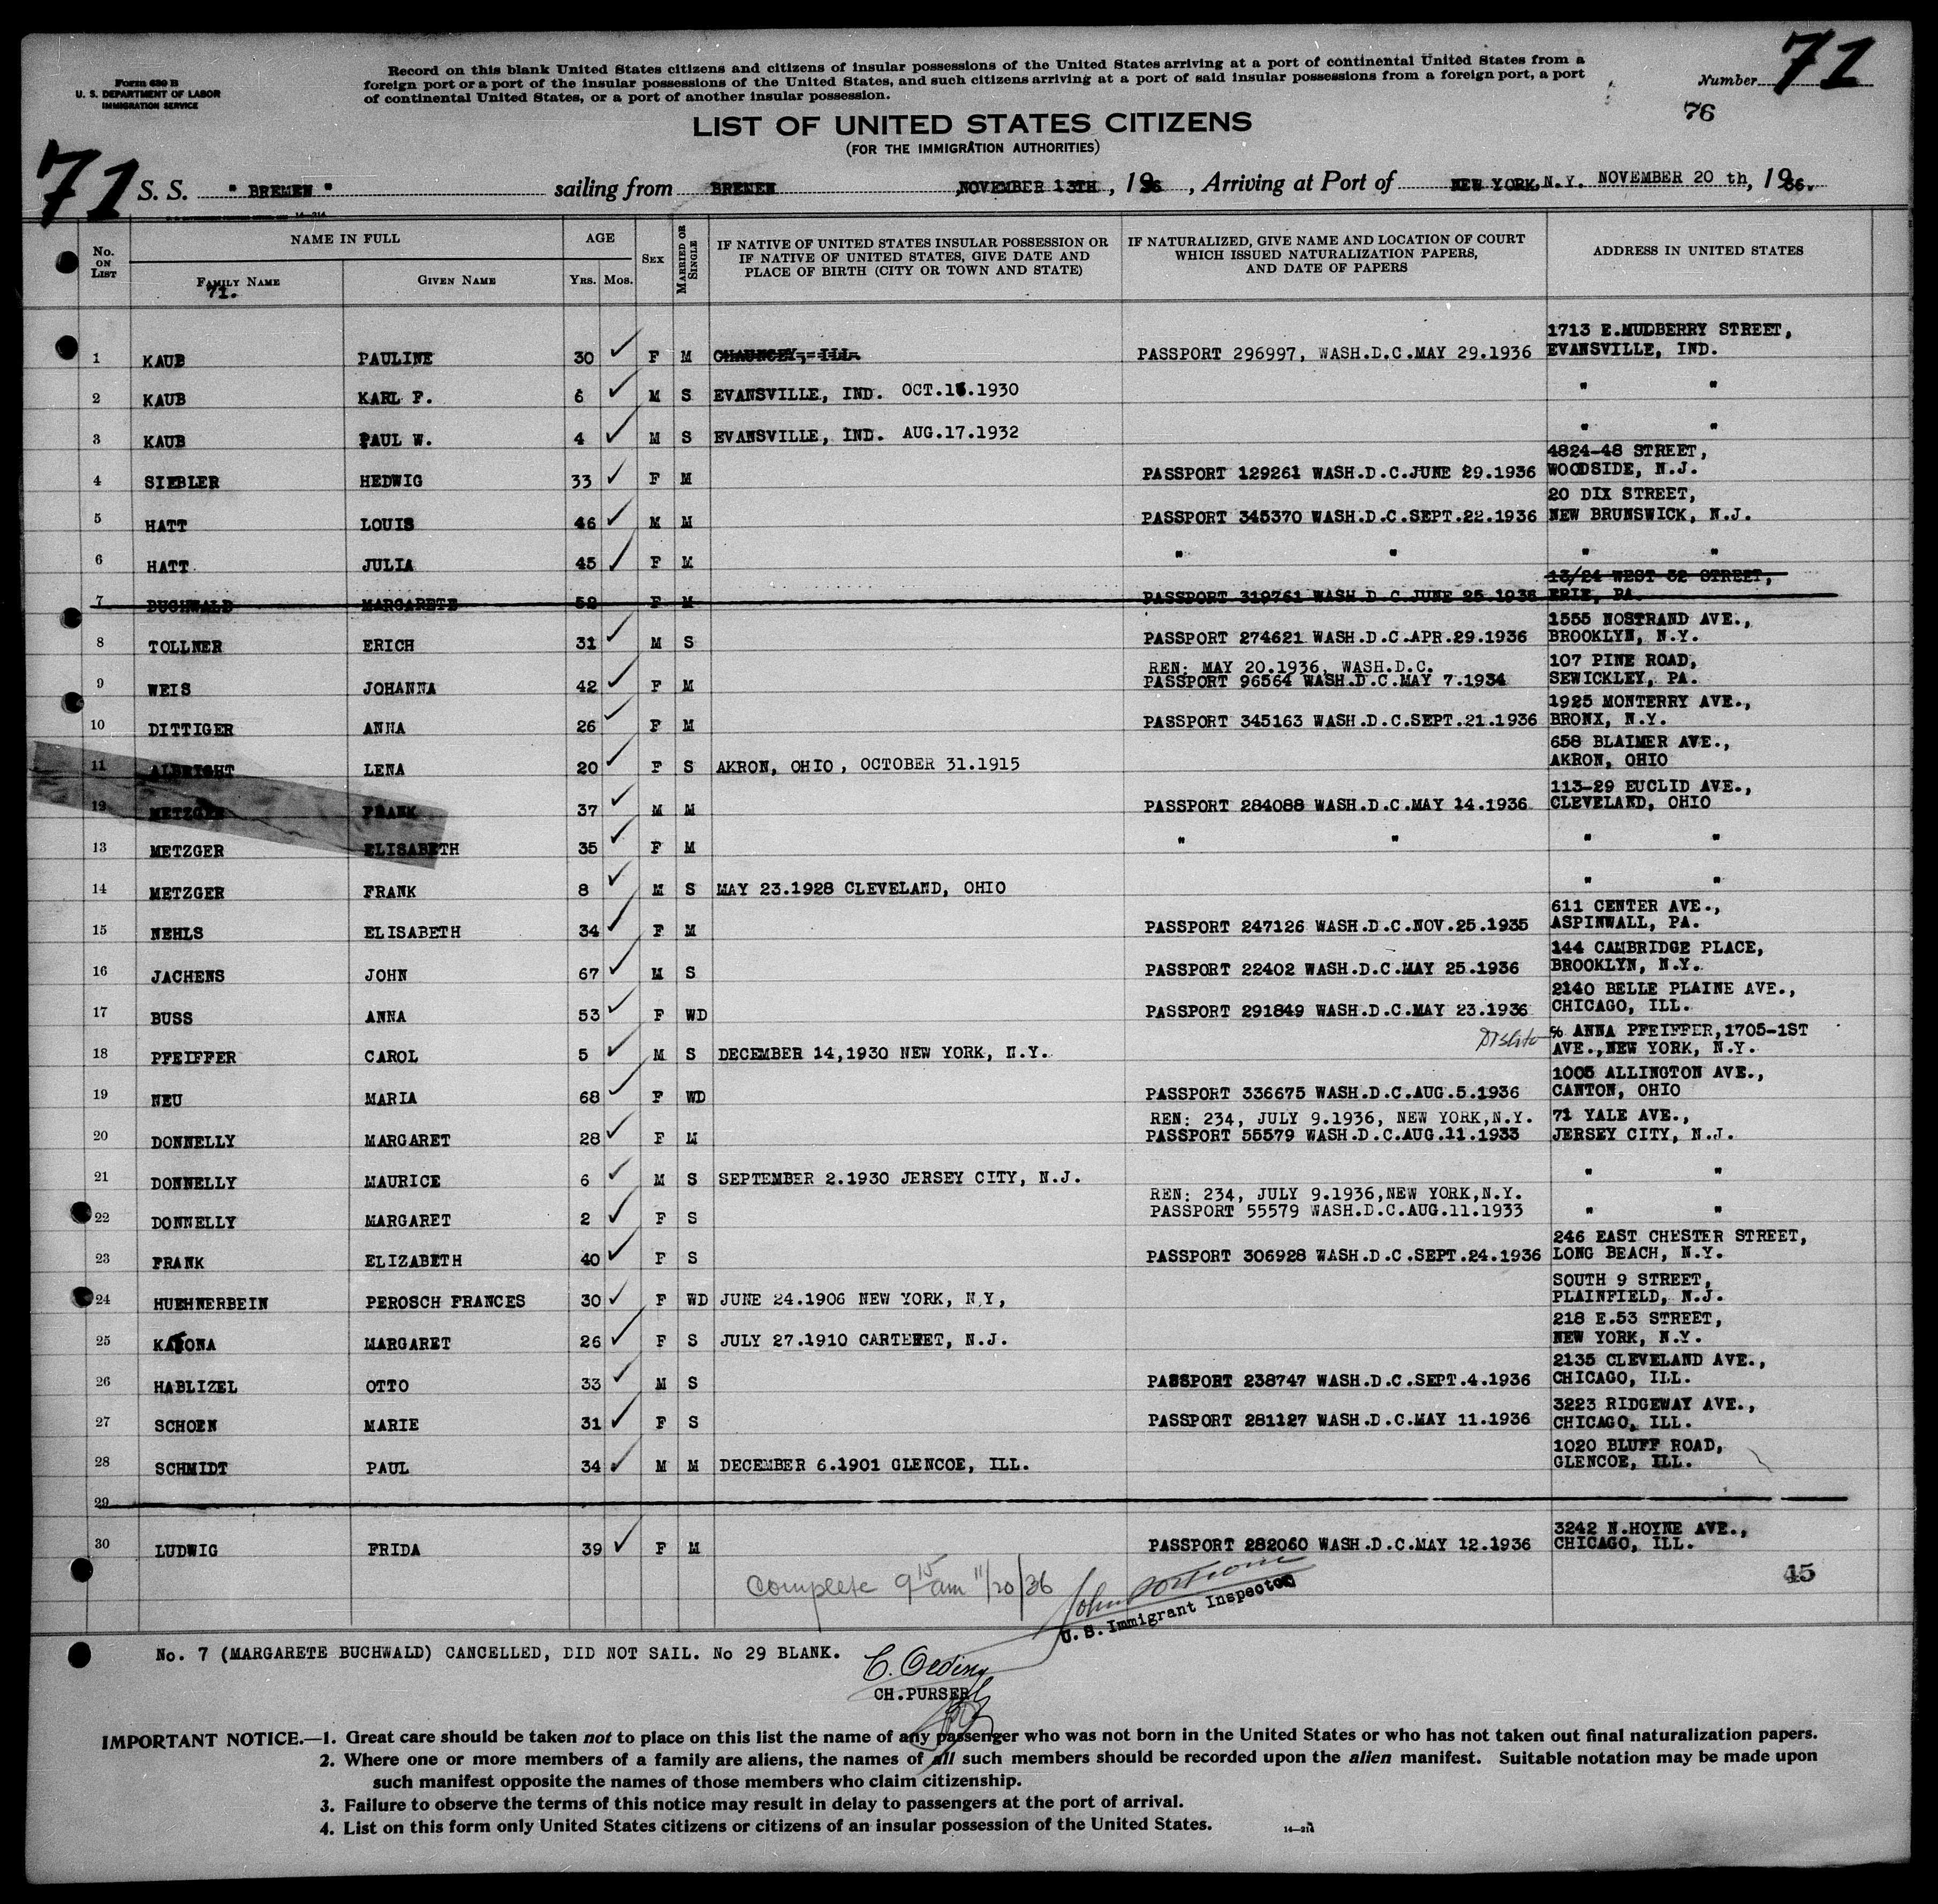 Form 630 B
U. S. DEPARTMENT OF LABOR
IMMIGRATION SERVICE
Record on this blank United States citizens and citizens of insular possessions of the United States arriving at a port of continental United States from a
foreign port or a port of the insular possessions of the United States, and such citizens arriving at a port of said insular possessions from a foreign port, a port
of continental United States, or a port of another insular possession.
Number 71
76
LIST OF UNITED STATES CITIZENS
(FOR THE IMMIGRATION AUTHORITIES)
71 S. S. "BREMEN" sailing from BREMEN, NOVEMBER 13TH, 1936, Arriving at Port of NEW YORK, N.Y. NOVEMBER 20 th, 1936.
No. ON LIST NAME IN FULL FAMILY NAME GIVEN NAME AGE YRS. MOS. SEX MARRIED OR SINGLE IF NATIVE OF UNITED STATES INSULAR POSSESSION OR IF NATIVE OF UNITED STATES, GIVE DATE AND PLACE OF BIRTH (CITY OR TOWN AND STATE) IF NATURALIZED, GIVE NAME AND LOCATION OF COURT WHICH ISSUED NATURALIZATION PAPERS, AND DATE OF PAPERS ADDRESS IN UNITED STATES
71.
1713 E.MULBERRY STREET,
1 KAUB PAULINE 30 ✓ F M CHAUNCEY, ILL. PASSPORT 296997, WASH.D.C.MAY 29.1936 EVANSVILLE, IND.
2 KAUB KARL F. 6 ✓ M S EVANSVILLE, IND. OCT.1930 " "
3 KAUB PAUL W. 4 ✓ M S EVANSVILLE, IND. AUG.17.1932 " "
4824-48 STREET,
4 SIEBLER HEDWIG 33 ✓ F M PASSPORT 129261 WASH.D.C.JUNE 29.1936 WOODSIDE, N.J.
20 DIX STREET,
5 HATT LOUIS 46 ✓ M M PASSPORT 345370 WASH.D.C.SEPT.22.1936 NEW BRUNSWICK, N.J.
6 HATT JULIA 45 ✓ F M " " " "
13/24 WEST 32 STREET,
7 BUCHWALD MARGARETE 52 F M PASSPORT 319761 WASH.D.C.JUNE 25.1936 ERIE, PA.
1555 NOSTRAND AVE.,
8 TOLLNER ERICH 31 ✓ M S PASSPORT 274621 WASH.D.C.APR.29.1936 BROOKLYN, N.Y.
REN: MAY 20.1936, WASH.D.C. 107 PINE ROAD,
9 WEIS JOHANNA 42 ✓ F M PASSPORT 96564 WASH.D.C.MAY 7.1934 SEWICKLEY, PA.
1925 MONTERRY AVE.,
10 DITTIGER ANNA 26 ✓ F M PASSPORT 345163 WASH.D.C.SEPT.21.1936 BRONX, N.Y.
658 BLAIMER AVE.,
11 ALBRIGHT LENA 20 ✓ F S AKRON, OHIO, OCTOBER 31.1915 AKRON, OHIO
113-29 EUCLID AVE.,
12 METZGER FRANK 37 ✓ M M PASSPORT 284088 WASH.D.C.MAY 14.1936 CLEVELAND, OHIO
13 METZGER ELISABETH 35 ✓ F M " " " "
14 METZGER FRANK 8 ✓ M S MAY 23.1928 CLEVELAND, OHIO " "
611 CENTER AVE.,
15 NEHLS ELISABETH 34 ✓ F M PASSPORT 247126 WASH.D.C.NOV.25.1935 ASPINWALL, PA.
144 CAMBRIDGE PLACE,
16 JACHENS JOHN 67 ✓ M S PASSPORT 22402 WASH.D.C.MAY 25.1936 BROOKLYN, N.Y.
2140 BELLE PLAINE AVE.,
17 BUSS ANNA 53 ✓ F WD PASSPORT 291849 WASH.D.C.MAY 23.1936 CHICAGO, ILL.
℅ ANNA PFEIFFER,1705-1ST
18 PFEIFFER CAROL 5 ✓ M S DECEMBER 14,1930 NEW YORK, N.Y. AVE.,NEW YORK, N.Y.
1005 ALLINGTON AVE.,
19 NEU MARIA 68 ✓ F WD PASSPORT 336675 WASH.D.C.AUG.5.1936 CANTON, OHIO
REN: 234, JULY 9.1936, NEW YORK,N.Y. 71 YALE AVE.,
20 DONNELLY MARGARET 28 ✓ F M PASSPORT 55579 WASH.D.C.AUG.11.1933 JERSEY CITY, N.J.
21 DONNELLY MAURICE 6 ✓ M S SEPTEMBER 2.1930 JERSEY CITY, N.J. " "
REN: 234, JULY 9.1936,NEW YORK,N.Y.
22 DONNELLY MARGARET 2 ✓ F S PASSPORT 55579 WASH.D.C.AUG.11.1933 " "
246 EAST CHESTER STREET,
23 FRANK ELIZABETH 40 ✓ F S PASSPORT 306928 WASH.D.C.SEPT.24.1936 LONG BEACH, N.Y.
SOUTH 9 STREET,
24 HUEHNERBEIN PEROSCH FRANCES 30 ✓ F WD JUNE 24.1906 NEW YORK, N.Y, PLAINFIELD, N.J.
218 E.53 STREET,
25 KATONA MARGARET 26 ✓ F S JULY 27.1910 CARTERET, N.J. NEW YORK, N.Y.
2135 CLEVELAND AVE.,
26 HABLIZEL OTTO 33 ✓ M S PASSPORT 238747 WASH.D.C.SEPT.4.1936 CHICAGO, ILL.
3223 RIDGEWAY AVE.,
27 SCHOEN MARIE 31 ✓ F S PASSPORT 281127 WASH.D.C.MAY 11.1936 CHICAGO, ILL.
1020 BLUFF ROAD,
28 SCHMIDT PAUL 34 ✓ M M DECEMBER 6.1901 GLENCOE, ILL. GLENCOE, ILL.
29
3242 N.HOYNE AVE.,
30 LUDWIG FRIDA 39 ✓ F M PASSPORT 282060 WASH.D.C.MAY 12.1936 CHICAGO, ILL.
Complete 9 15 am 11/20/36 John
45
U. S. Immigrant Inspector
No. 7 (MARGARETE BUCHWALD) CANCELLED, DID NOT SAIL. No 29 BLANK.
CH.PURSER
IMPORTANT NOTICE.—1. Great care should be taken not to place on this list the name of any passenger who was not born in the United States or who has not taken out final naturalization papers.
2. Where one or more members of a family are aliens, the names of all such members should be recorded upon the alien manifest. Suitable notation may be made upon
such manifest opposite the names of those members who claim citizenship.
3. Failure to observe the terms of this notice may result in delay to passengers at the port of arrival.
4. List on this form only United States citizens or citizens of an insular possession of the United States.
14—214